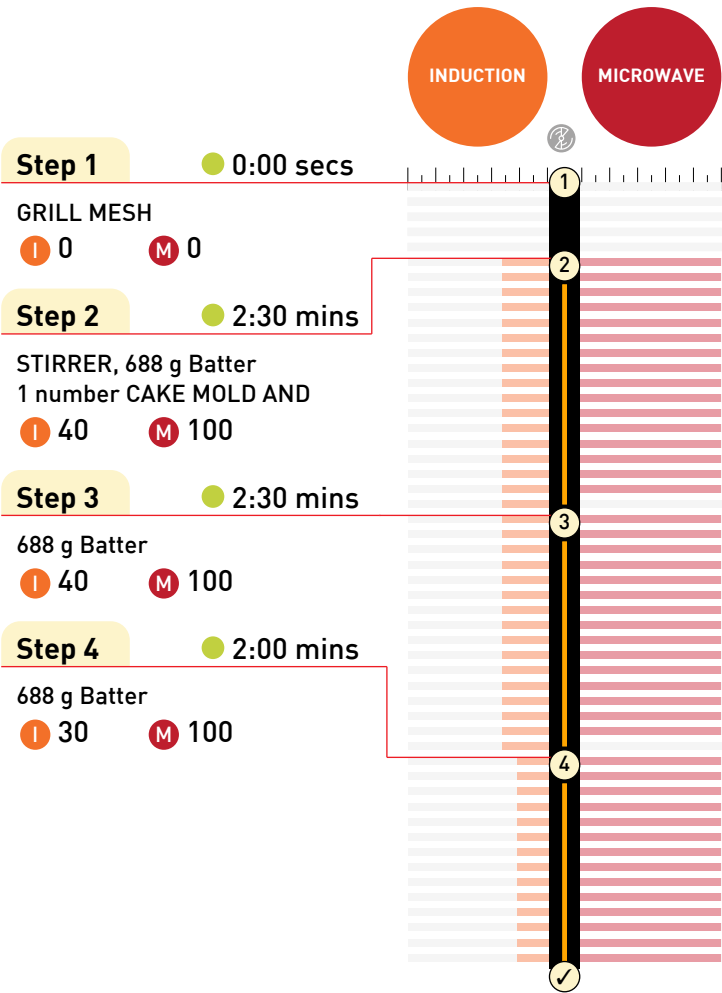 INDUCTION
MICROWAVE
Step 1
0:00 secs
GRILL MESH
I 0
M 0
Step 2
2:30 mins
STIRRER, 688 g Batter
1 number CAKE MOLD AND
I 40
M 100
Step 3
2:30 mins
688 g Batter
I 40
M 100
Step 4
2:00 mins
688 g Batter
I 30
M 100
1
2
3
4
✓